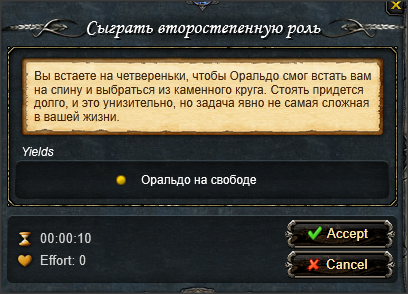 Сыграть второстепенную роль
Вы встаете на четвереньки, чтобы Оральдо смог встать вам
на спину и выбраться из каменного круга. Стоять придется
долго, и это унизительно, но задача явно не самая сложная
в вашей жизни.
Yields
Оральдо на свободе
00:00:10
Accept
Effort: 0
Cancel